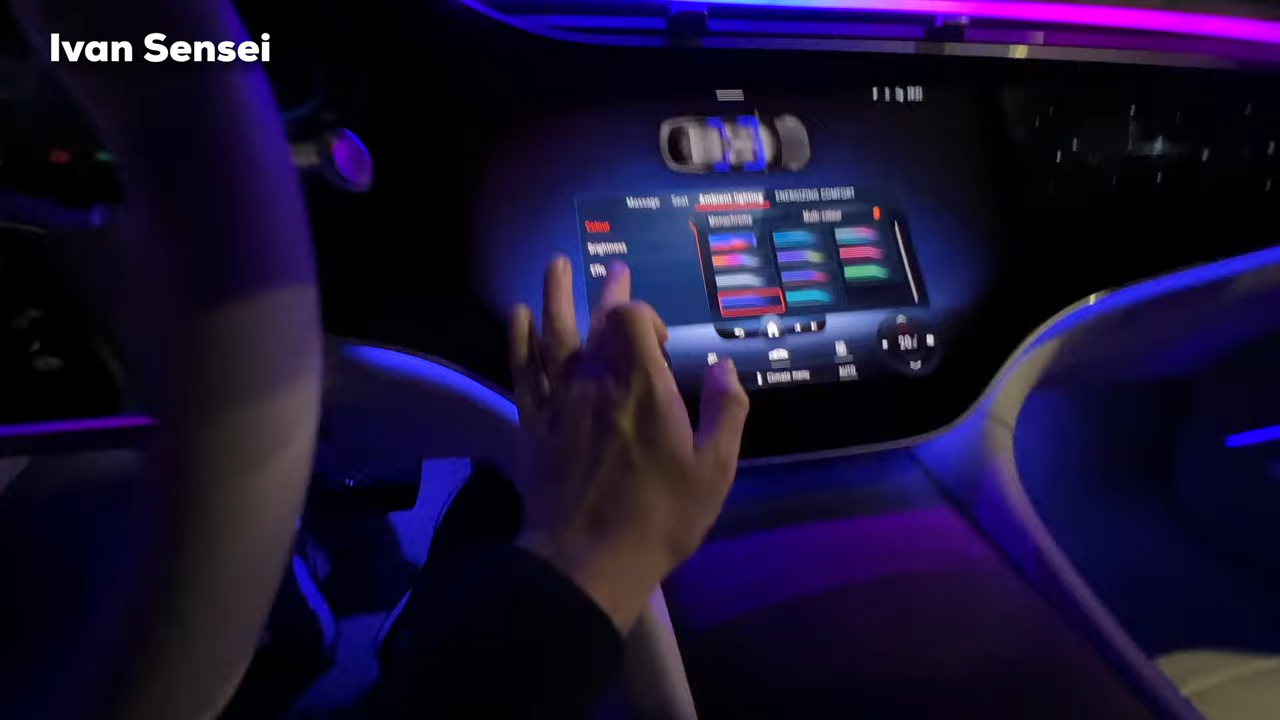 Ivan Sensei
Massage Seat Ambient lighting ENERGIZING COMFORT
Colour
Monochrome Multi-colour
Brightness
Climate menu AUTO